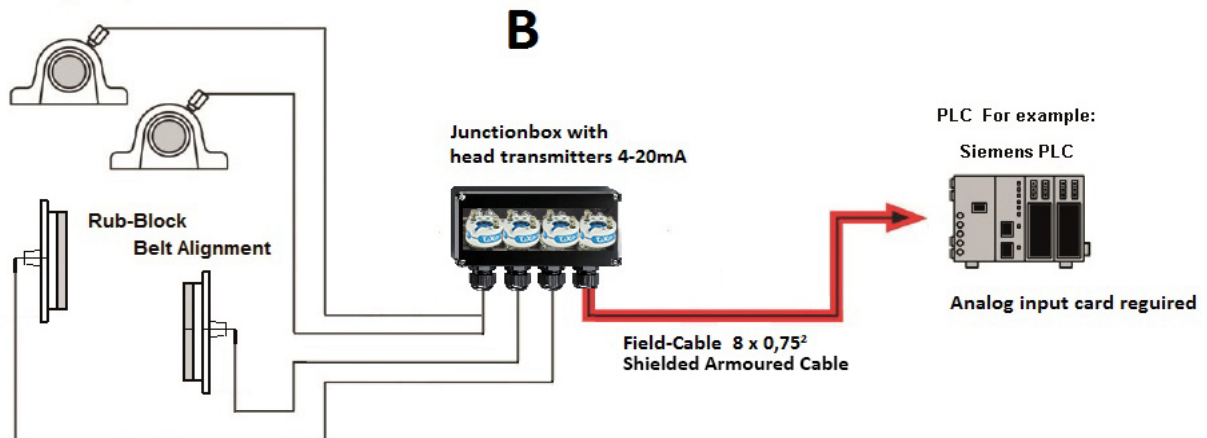 B
Junctionbox with
head transmitters 4-20mA
PLC For example:
Siemens PLC
Rub-Block
Belt Alignment
Analog input card reguired
Field-Cable 8 x 0,75²
Shielded Armoured Cable